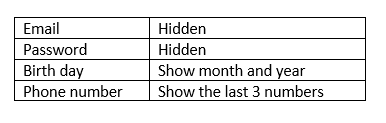 Email Hidden
Password Hidden
Birth day Show month and year
Phone number Show the last 3 numbers